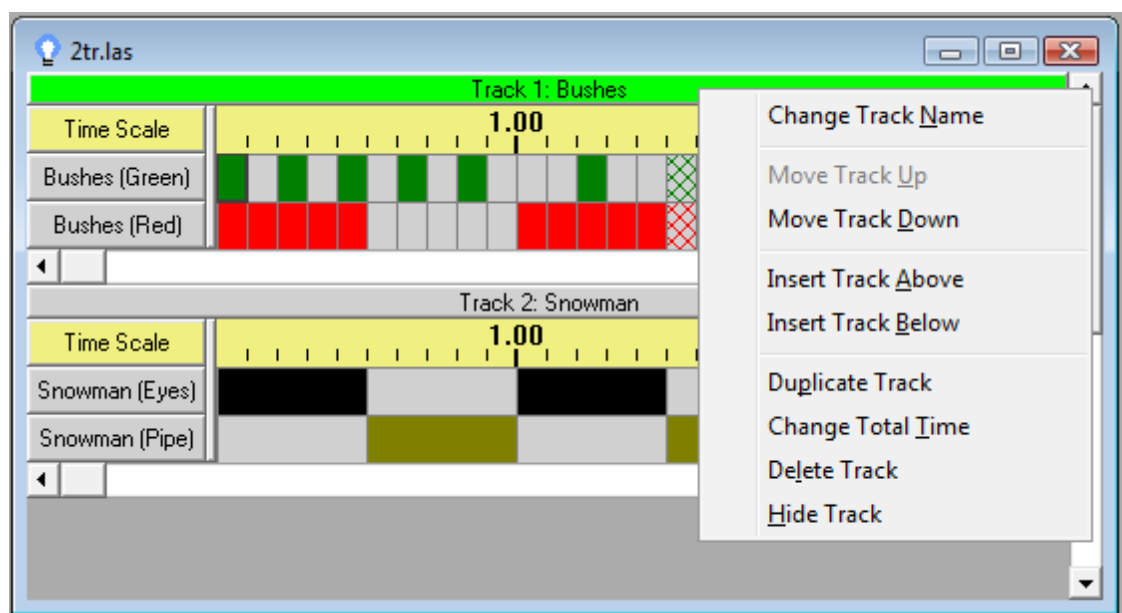 2tr.las
Track 1: Bushes
Time Scale
1.00
Bushes (Green)
Bushes (Red)
Track 2: Snowman
Time Scale
1.00
Snowman (Eyes)
Snowman (Pipe)
Change Track Name
Move Track Up
Move Track Down
Insert Track Above
Insert Track Below
Duplicate Track
Change Total Time
Delete Track
Hide Track